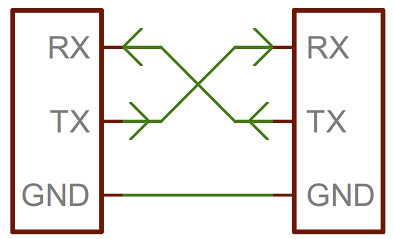 RX RX
TX TX
GND GND